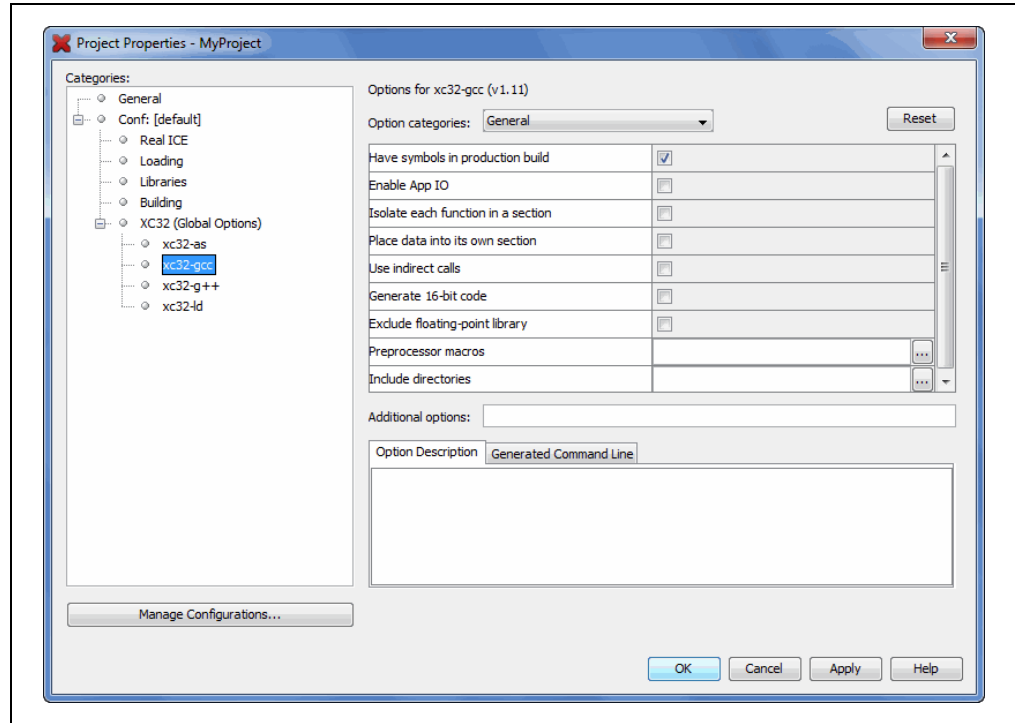 Project Properties - MyProject
Categories:
General
Conf: [default]
Real ICE
Loading
Libraries
Building
XC32 (Global Options)
xc32-as
xc32-gcc
xc32-g++
xc32-ld
Manage Configurations...
Options for xc32-gcc (v1.11)
Option categories: General Reset
Have symbols in production build
Enable App IO
Isolate each function in a section
Place data into its own section
Use indirect calls
Generate 16-bit code
Exclude floating-point library
Preprocessor macros ...
Include directories ...
Additional options:
Option Description Generated Command Line
OK Cancel Apply Help